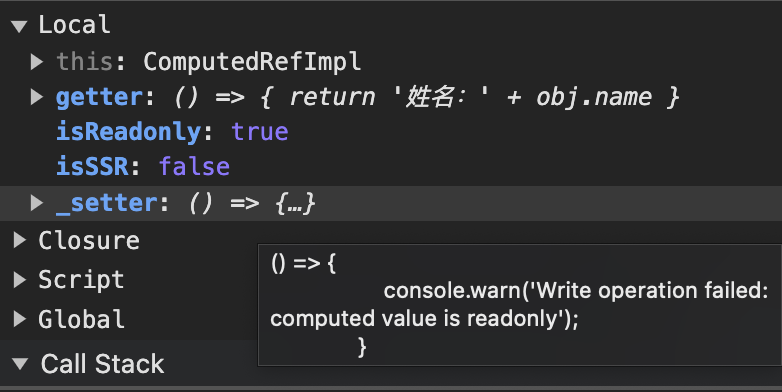 ▼ Local
▶ this: ComputedRefImpl
▶ getter: () => { return '姓名：' + obj.name }
isReadonly: true
isSSR: false
▶ _setter: () => {…}
▶ Closure
▶ Script
▶ Global
▼ Call Stack
() => {
console.warn('Write operation failed:
computed value is readonly');
}